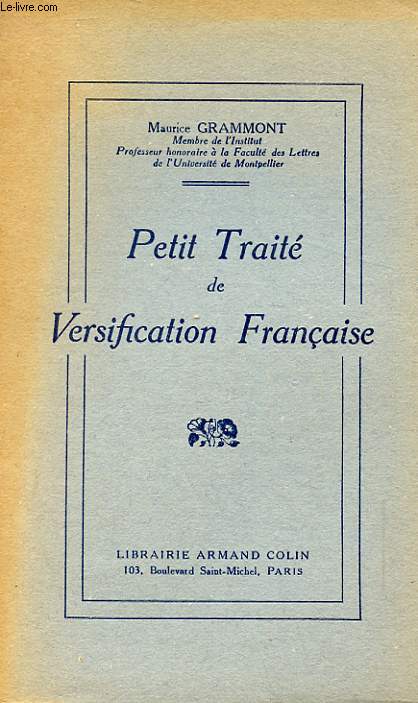 Le-livre.com
Maurice GRAMMONT
Membre de l'Institut
Professeur honoraire à la Faculté des Lettres
de l'Université de Montpellier
Petit Traité
de
Versification Française
LIBRAIRIE ARMAND COLIN
103, Boulevard Saint-Michel, PARIS